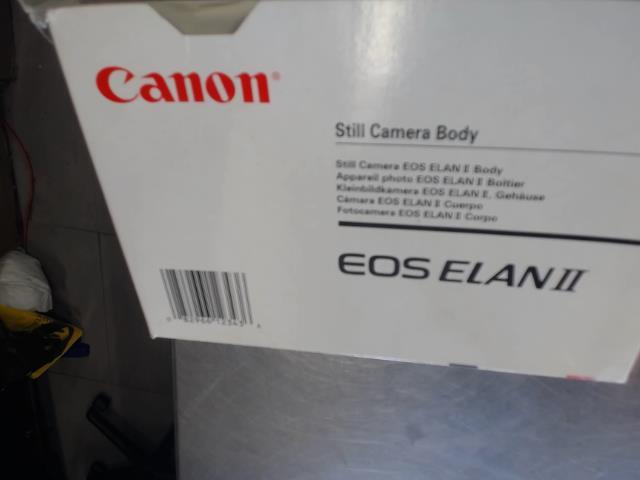 Canon
Still Camera Body
Still Camera EOS ELAN II Body
Appareil photo EOS ELAN II Boîtier
Kleinbildkamera EOS ELAN II, Gehäuse
Cámara EOS ELAN II Cuerpo
Fotocamera EOS ELAN II Corpo
EOS ELAN II